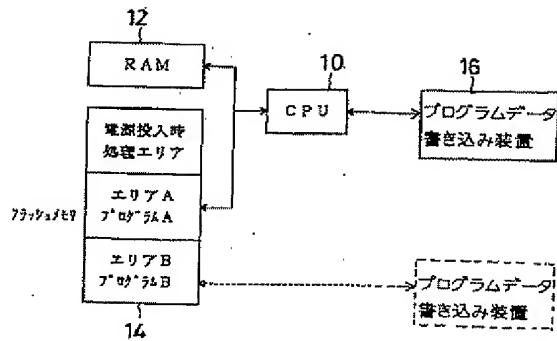 12
RAM
10
CPU
16
プログラムデータ
書き込み装置
電源投入時
処理エリア
エリアA
プログラムA
フラッシュメモリ
エリアB
プログラムB
14
プログラムデータ
書き込み装置